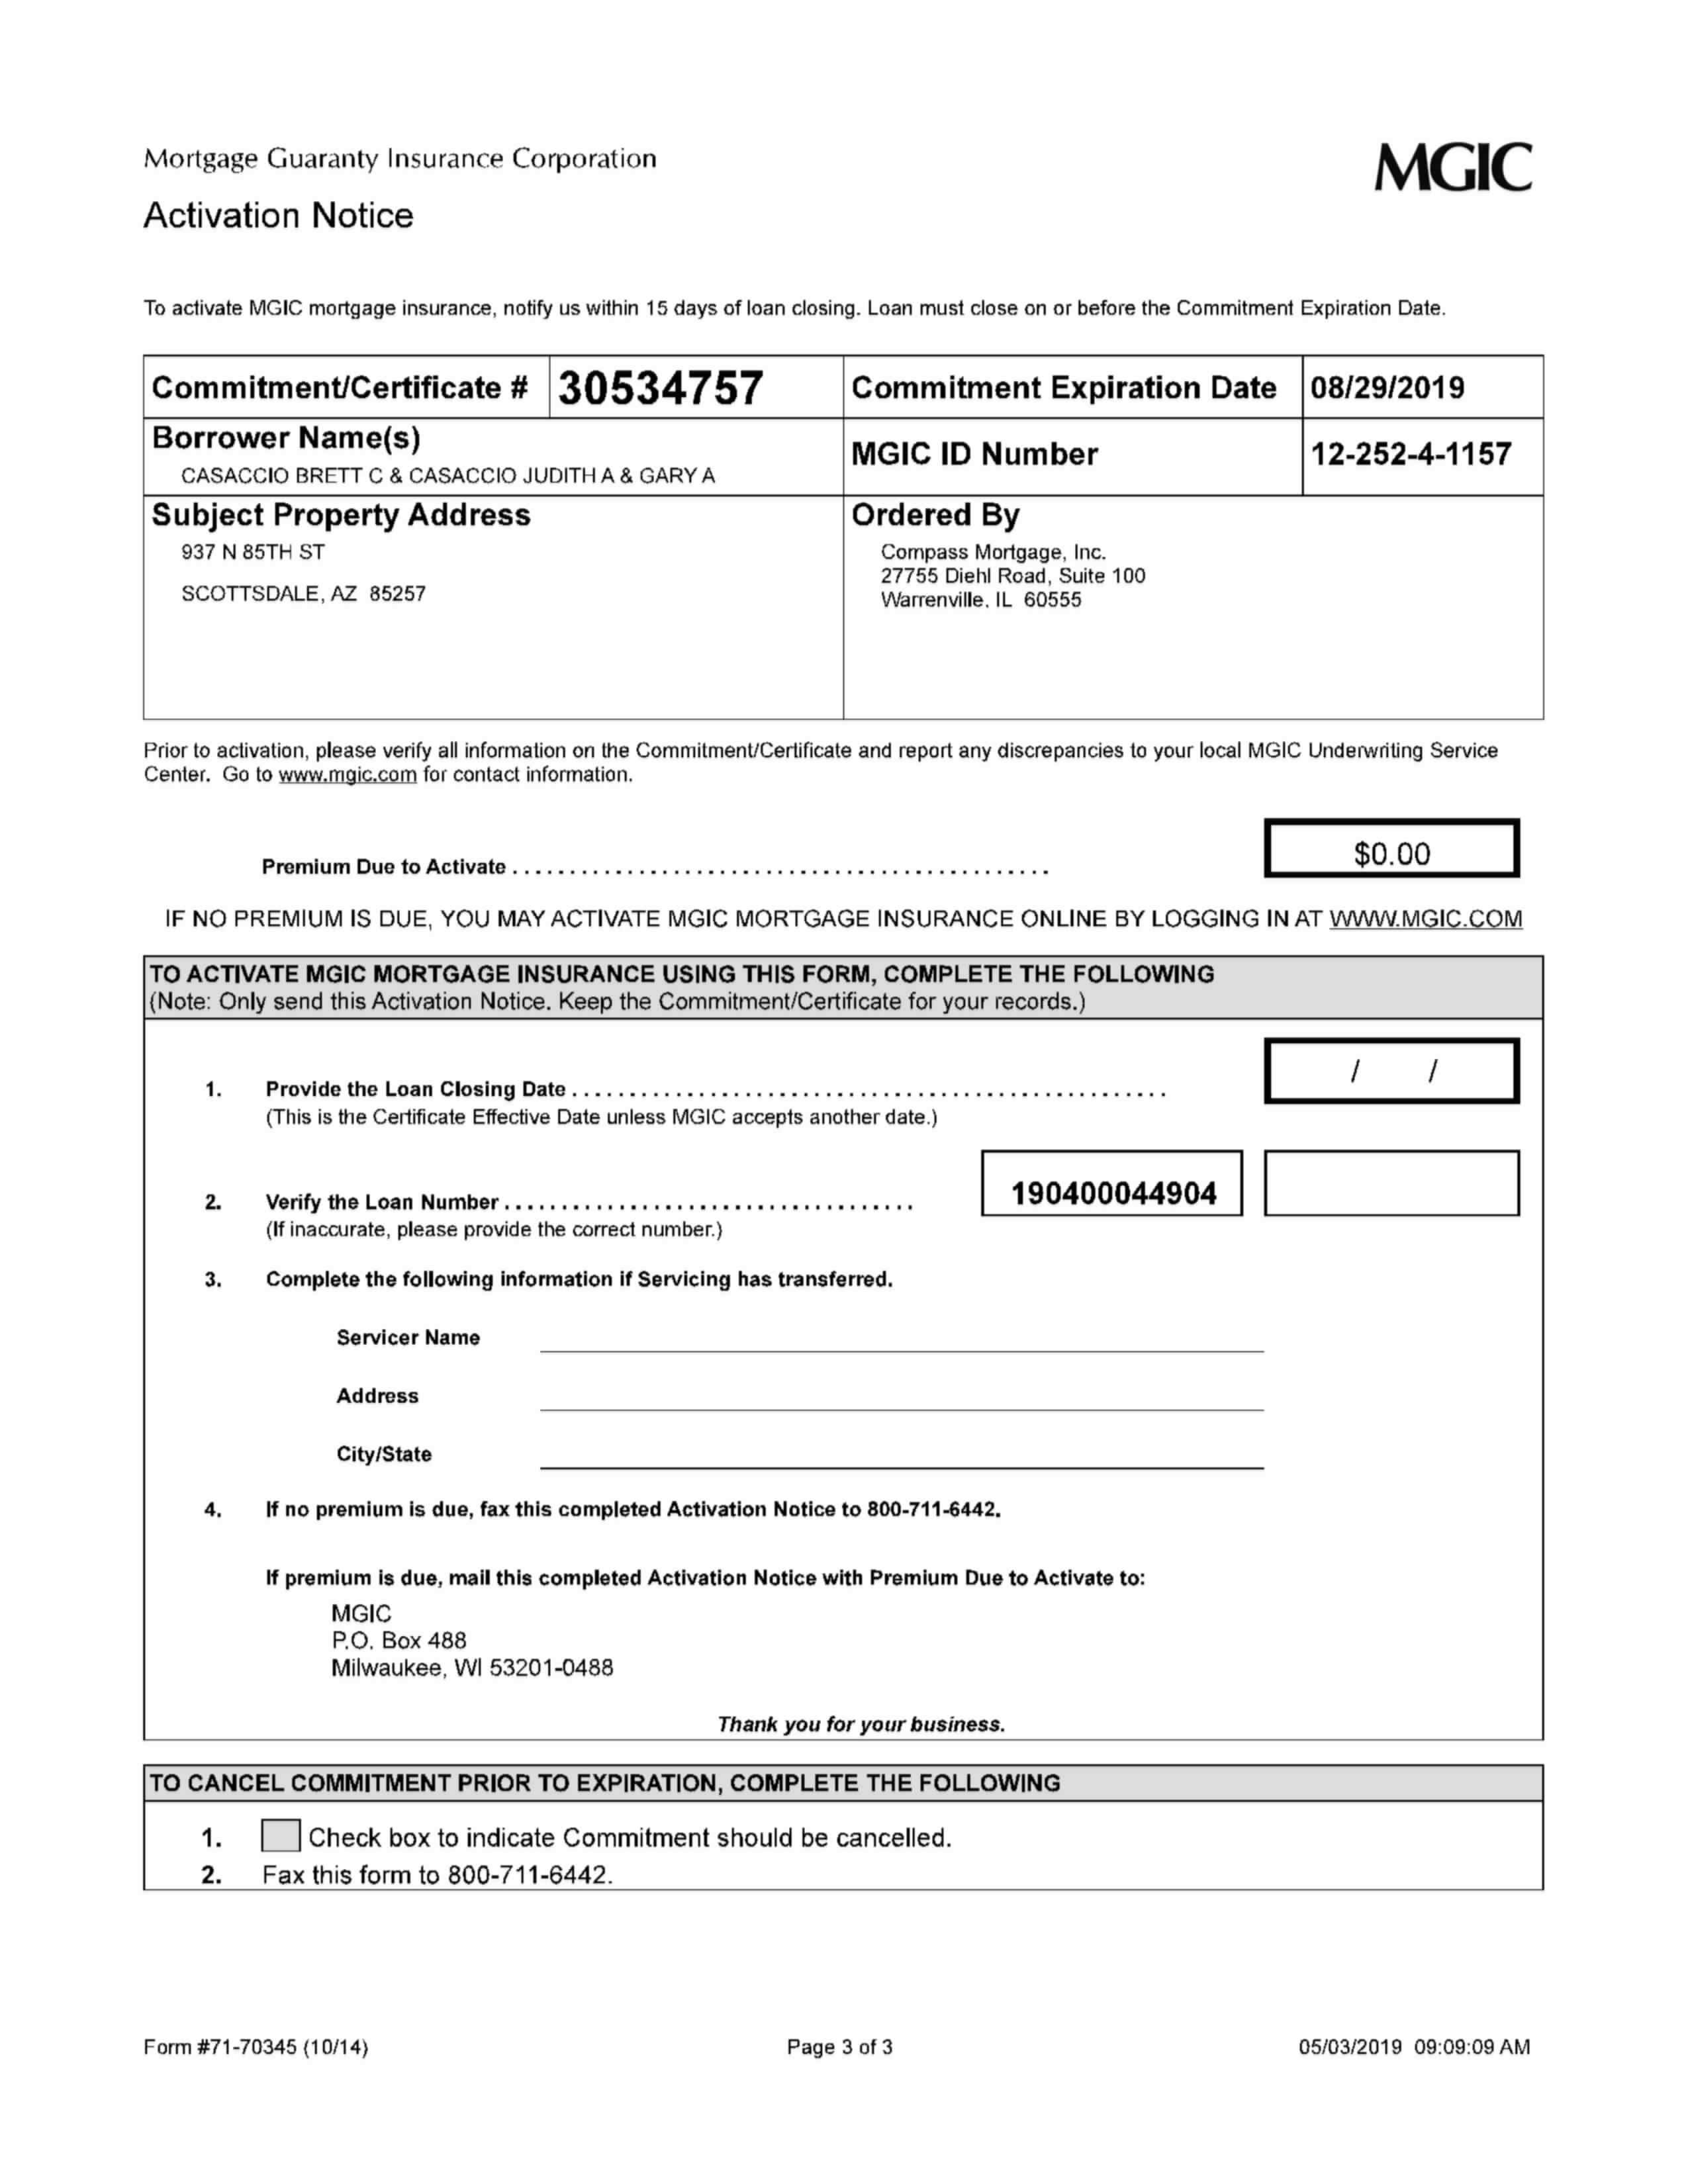 Mortgage Guaranty Insurance Corporation
MGIC
Activation Notice
To activate MGIC mortgage insurance, notify us within 15 days of loan closing. Loan must close on or before the Commitment Expiration Date.
Commitment/Certificate # 30534757 Commitment Expiration Date 08/29/2019
Borrower Name(s)
CASACCIO BRETT C & CASACCIO JUDITH A & GARY A
MGIC ID Number 12-252-4-1157
Subject Property Address
937 N 85TH ST
SCOTTSDALE, AZ 85257
Ordered By
Compass Mortgage, Inc.
27755 Diehl Road, Suite 100
Warrenville, IL 60555
Prior to activation, please verify all information on the Commitment/Certificate and report any discrepancies to your local MGIC Underwriting Service
Center. Go to www.mgic.com for contact information.
Premium Due to Activate . . . . . . . . . . . . . . . . . . . . . . . . . . . . . . . . . . . . . . . . . . . . . . . $0.00
IF NO PREMIUM IS DUE, YOU MAY ACTIVATE MGIC MORTGAGE INSURANCE ONLINE BY LOGGING IN AT WWW.MGIC.COM
TO ACTIVATE MGIC MORTGAGE INSURANCE USING THIS FORM, COMPLETE THE FOLLOWING
(Note: Only send this Activation Notice. Keep the Commitment/Certificate for your records.)
1. Provide the Loan Closing Date . . . . . . . . . . . . . . . . . . . . . . . . . . . . . . . . . . . . . . . . . . . . . . . . . . . . / /
(This is the Certificate Effective Date unless MGIC accepts another date.)
2. Verify the Loan Number . . . . . . . . . . . . . . . . . . . . . . . . . . . . . . . . . . . . 190400044904
(If inaccurate, please provide the correct number.)
3. Complete the following information if Servicing has transferred.
Servicer Name
Address
City/State
4. If no premium is due, fax this completed Activation Notice to 800-711-6442.
If premium is due, mail this completed Activation Notice with Premium Due to Activate to:
MGIC
P.O. Box 488
Milwaukee, WI 53201-0488
Thank you for your business.
TO CANCEL COMMITMENT PRIOR TO EXPIRATION, COMPLETE THE FOLLOWING
1. Check box to indicate Commitment should be cancelled.
2. Fax this form to 800-711-6442.
Form #71-70345 (10/14) Page 3 of 3 05/03/2019 09:09:09 AM